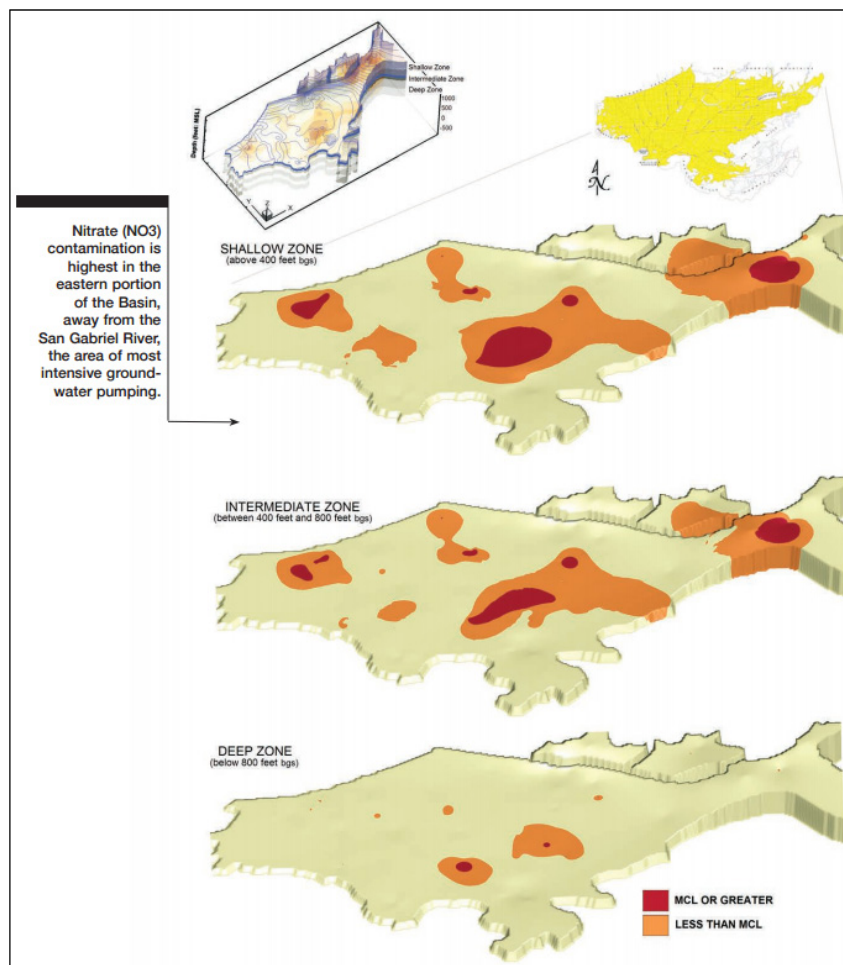 Shallow Zone
Intermediate Zone
Deep Zone
1000
500
0
-500
Depth (feet: MSL)
Y
Z
X
N
Nitrate (NO3)
contamination is
highest in the
eastern portion
of the Basin,
away from the
San Gabriel River,
the area of most
intensive ground-
water pumping.
SHALLOW ZONE
(above 400 feet bgs)
INTERMEDIATE ZONE
(between 400 feet and 800 feet bgs)
DEEP ZONE
(below 800 feet bgs)
MCL OR GREATER
LESS THAN MCL